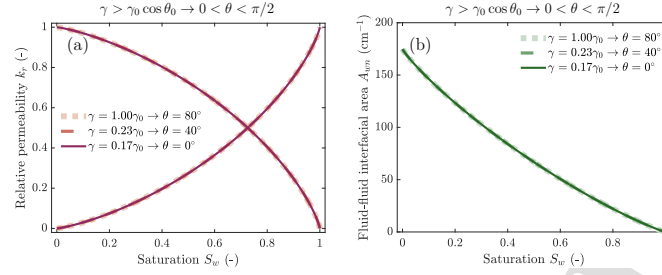 γ > γ₀ cos θ₀ → 0 < θ < π/2
(a)
Relative permeability kᵣ (-)
1
0.8
0.6
0.4
0.2
0
γ = 1.00γ₀ → θ = 80°
γ = 0.23γ₀ → θ = 40°
γ = 0.17γ₀ → θ = 0°
0 0.2 0.4 0.6 0.8 1
Saturation S_w (-)
γ > γ₀ cos θ₀ → 0 < θ < π/2
(b)
Fluid-fluid interfacial area A_wn (cm⁻¹)
200
150
100
50
0
γ = 1.00γ₀ → θ = 80°
γ = 0.23γ₀ → θ = 40°
γ = 0.17γ₀ → θ = 0°
0 0.2 0.4 0.6 0.8
Saturation S_w (-)